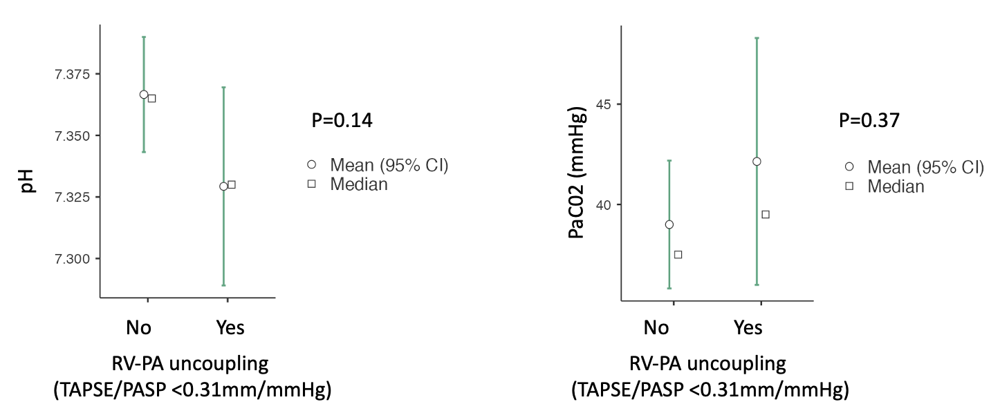 7.375
7.350
7.325
7.300
pH
No Yes
RV-PA uncoupling
(TAPSE/PASP <0.31mm/mmHg)
P=0.14
Mean (95% CI)
Median
45
40
PaC02 (mmHg)
No Yes
RV-PA uncoupling
(TAPSE/PASP <0.31mm/mmHg)
P=0.37
Mean (95% CI)
Median